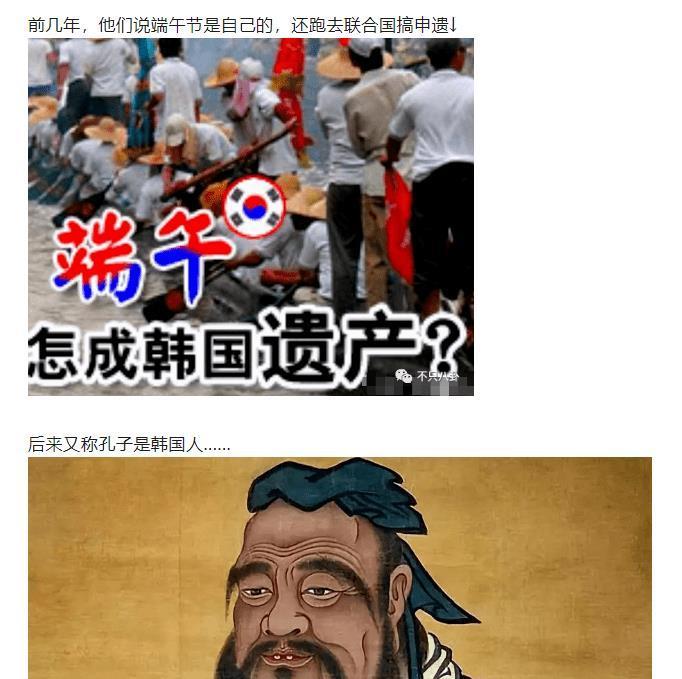 前几年，他们说端午节是自己的，还跑去联合国搞申遗↓
端午
怎成韩国遗产?
不只八卦
后来又称孔子是韩国人......